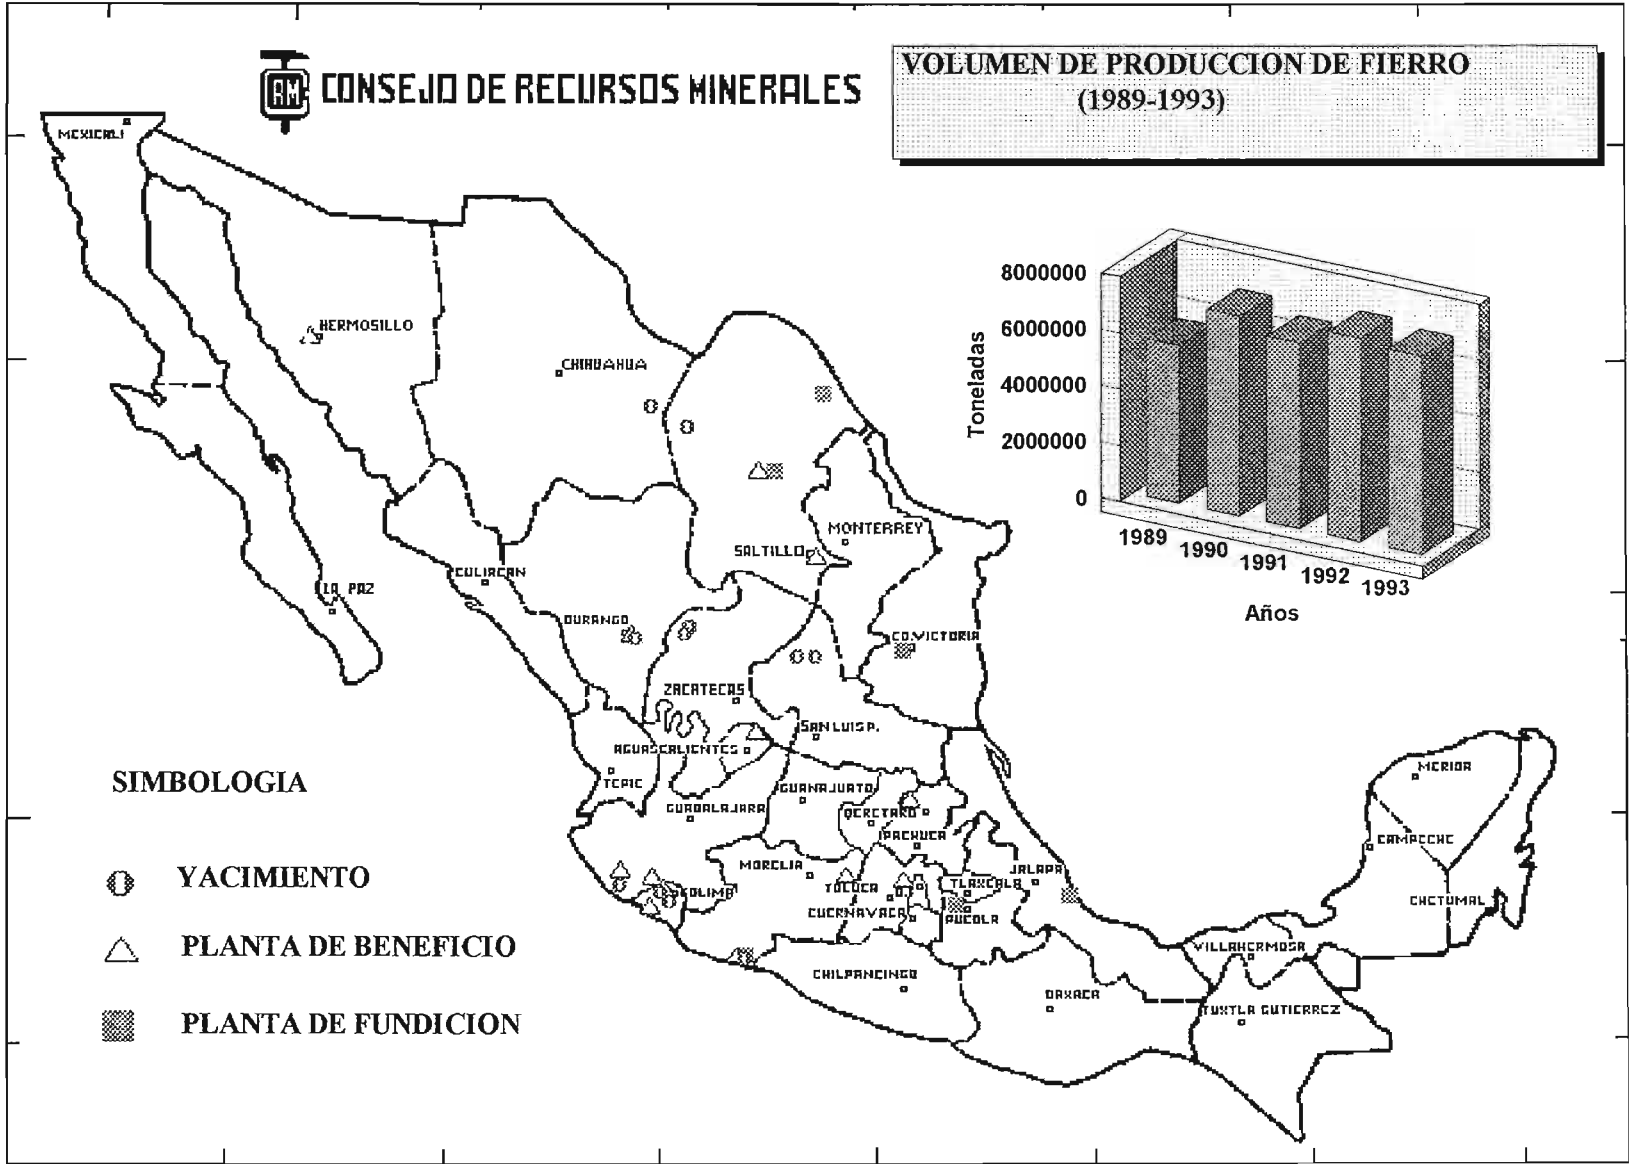 CONSEJO DE RECURSOS MINERALES
VOLUMEN DE PRODUCCION DE FIERRO
(1989-1993)
MEXICALI
HERMOSILLO
CHIHUAHUA
8000000
6000000
4000000
2000000
0
Toneladas
1989
1990
1991
1992
1993
Años
MONTERREY
SALTILLO
CULIACAN
LA PAZ
DURANGO
CD.VICTORIA
ZACATECAS
SAN LUIS P.
AGUASCALIENTES
TEPIC
GUANAJUATO
GUADALAJARA
QERETARO
PACHUCA
MERIDA
CAMPECHE
MORELIA
JALAPA
TOLUCA
D.F.
TLAXCALA
COLIMA
CUERNAVACA
PUEBLA
CHETUMAL
VILLAHERMOSA
CHILPANCINGO
OAXACA
TUXTLA GUTIERREZ
SIMBOLOGIA
YACIMIENTO
PLANTA DE BENEFICIO
PLANTA DE FUNDICION